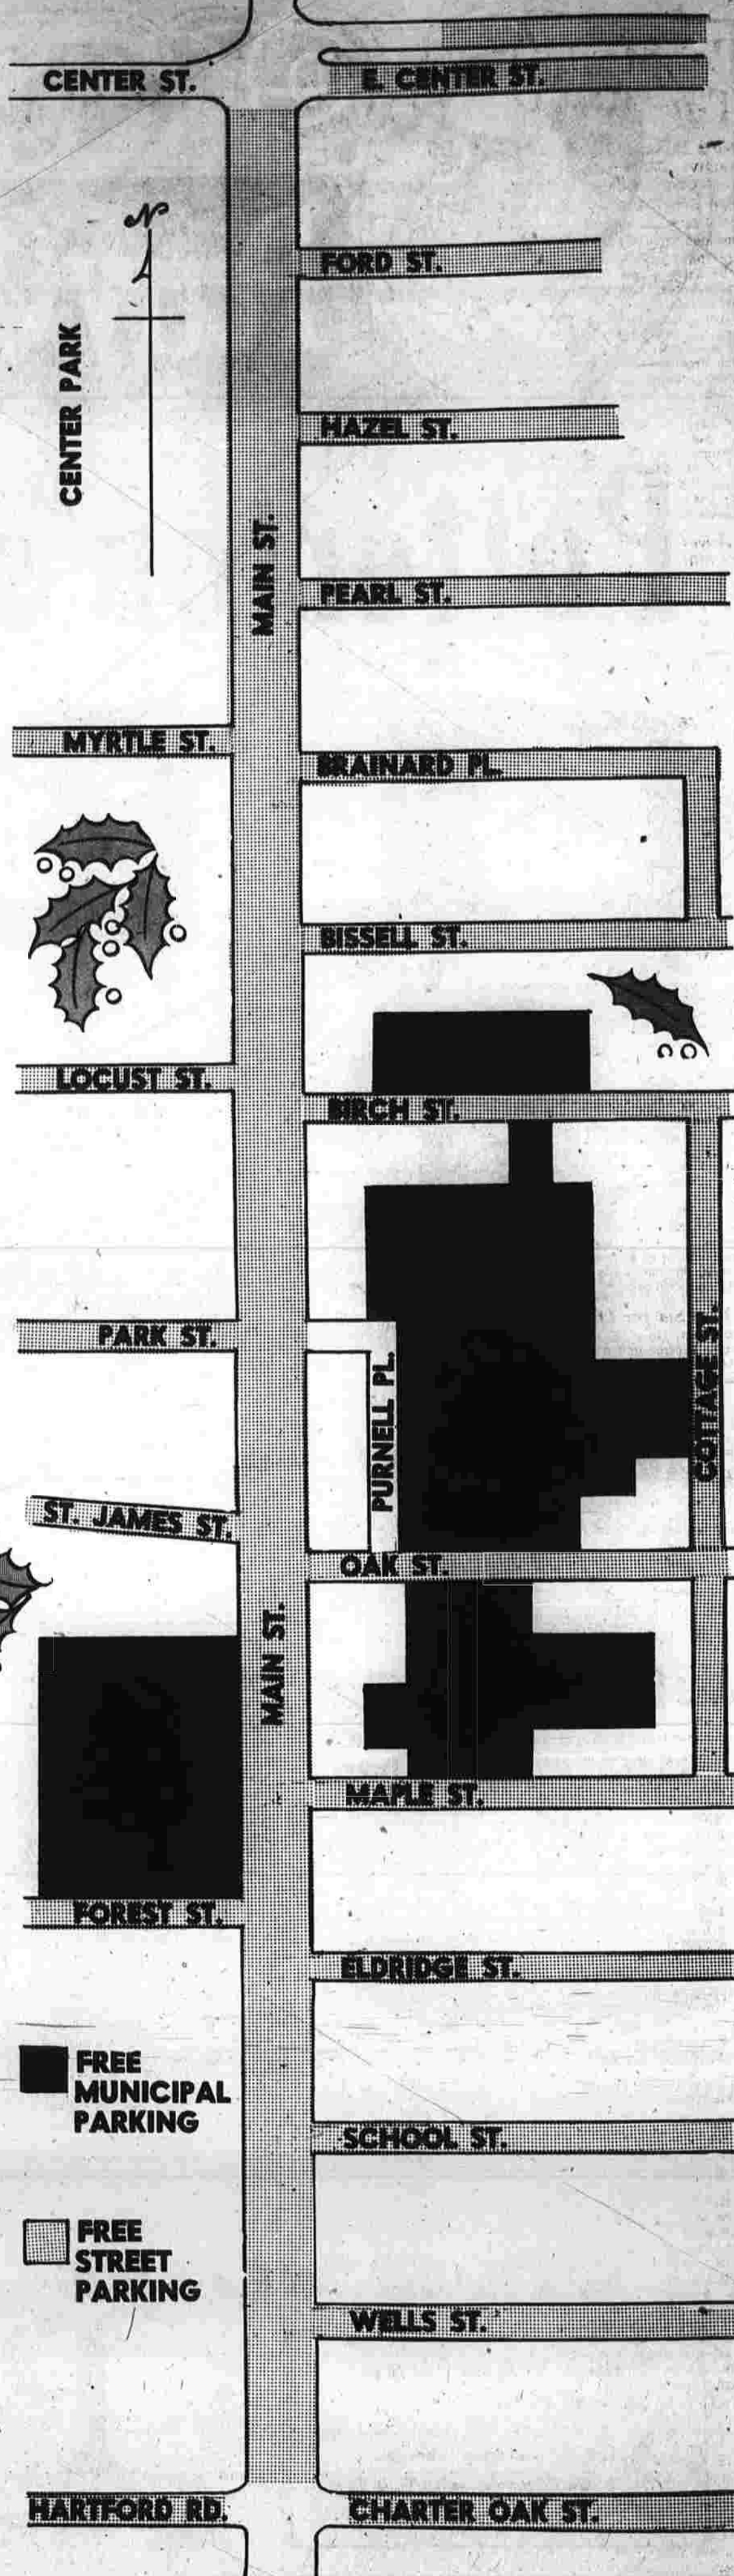 CENTER ST.
E. CENTER ST.
N
FORD ST.
CENTER PARK
HAZEL ST.
MAIN ST.
PEARL ST.
MYRTLE ST.
BRAINARD PL.
BISSELL ST.
LOCUST ST.
BIRCH ST.
PARK ST.
PURNELL PL.
COTTAGE ST.
ST. JAMES ST.
OAK ST.
MAIN ST.
MAPLE ST.
FOREST ST.
ELDRIDGE ST.
FREE
MUNICIPAL
PARKING
SCHOOL ST.
FREE
STREET
PARKING
WELLS ST.
HARTFORD RD.
CHARTER OAK ST.